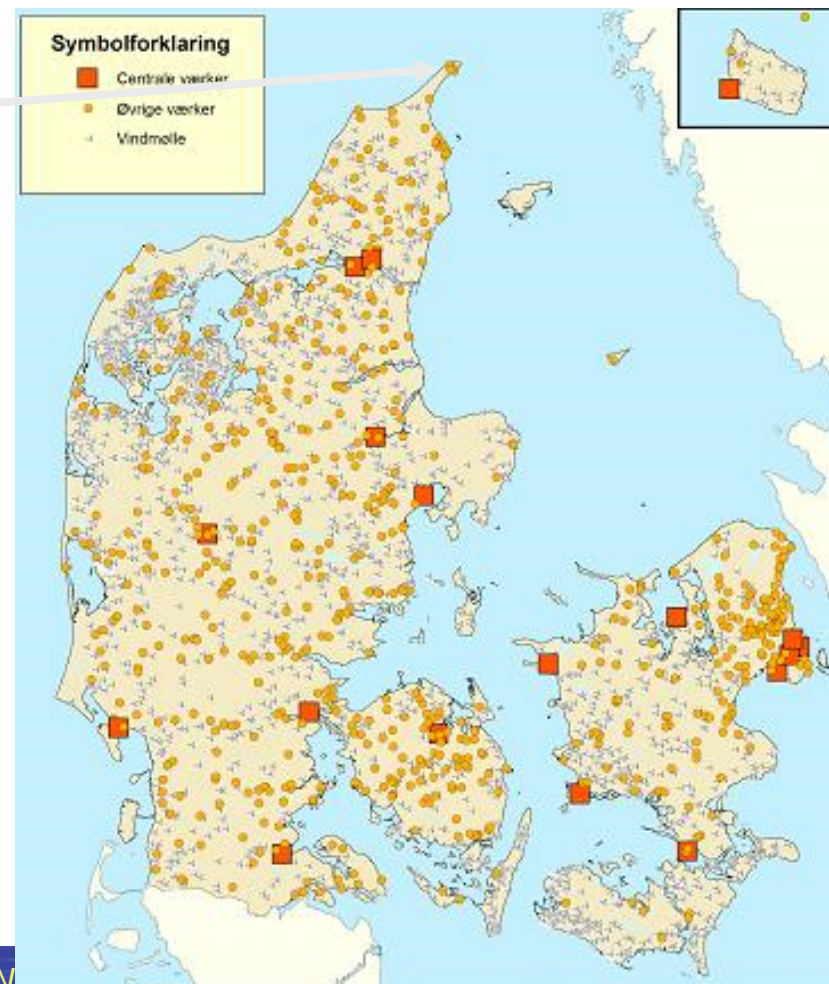 Symbolforklaring
Centrale værker
Øvrige værker
Vindmølle
N